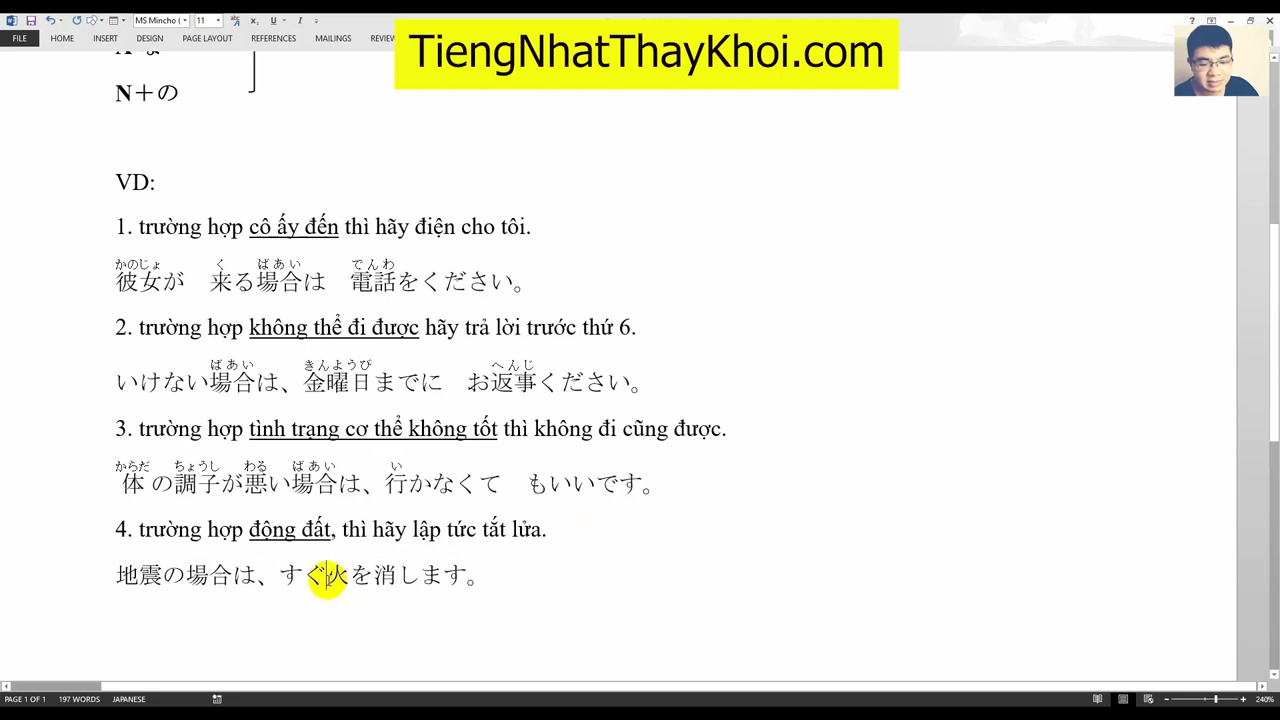 MS Mincho (
11
TiengNhatThayKhoi.com
FILE HOME INSERT DESIGN PAGE LAYOUT REFERENCES MAILINGS
N＋の
VD:
1. trường hợp cô ấy đến thì hãy điện cho tôi.
かのじょ く ばあい でんわ
彼女が　来る場合は　電話をください。
2. trường hợp không thể đi được hãy trả lời trước thứ 6.
ばあい きんようび へんじ
いけない場合は、金曜日までに　お返事ください。
3. trường hợp tình trạng cơ thể không tốt thì không đi cũng được.
からだ ちょうし わる ばあい い
体の調子が悪い場合は、行かなくて　もいいです。
4. trường hợp động đất, thì hãy lập tức tắt lửa.
地震の場合は、すぐ火を消します。
PAGE 1 OF 1 197 WORDS JAPANESE
240%